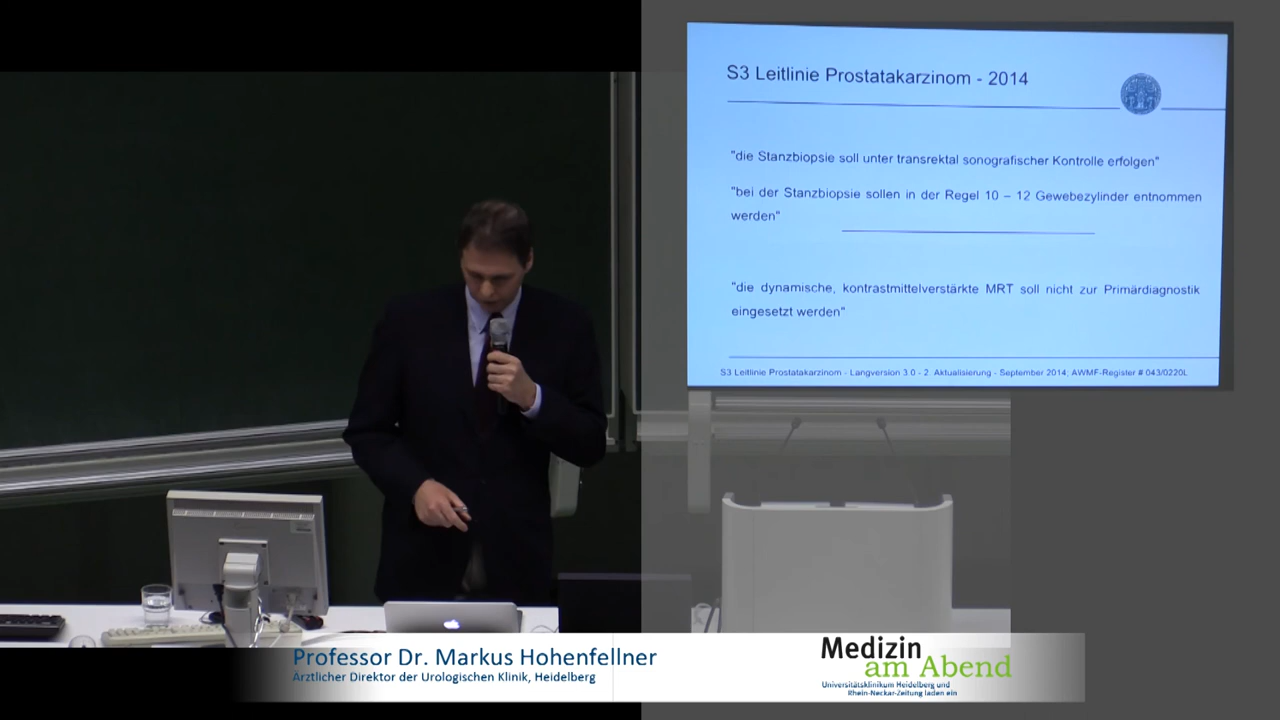 S3 Leitlinie Prostatakarzinom - 2014
"die Stanzbiopsie soll unter transrektal sonografischer Kontrolle erfolgen"
"bei der Stanzbiopsie sollen in der Regel 10 – 12 Gewebezylinder entnommen
werden"
"die dynamische, kontrastmittelverstärkte MRT soll nicht zur Primärdiagnostik
eingesetzt werden"
S3 Leitlinie Prostatakarzinom - Langversion 3.0 - 2. Aktualisierung - September 2014; AWMF-Register # 043/0220L
Professor Dr. Markus Hohenfellner
Ärztlicher Direktor der Urologischen Klinik, Heidelberg
Medizin
am Abend
Universitätsklinikum Heidelberg und
Rhein-Neckar-Zeitung laden ein